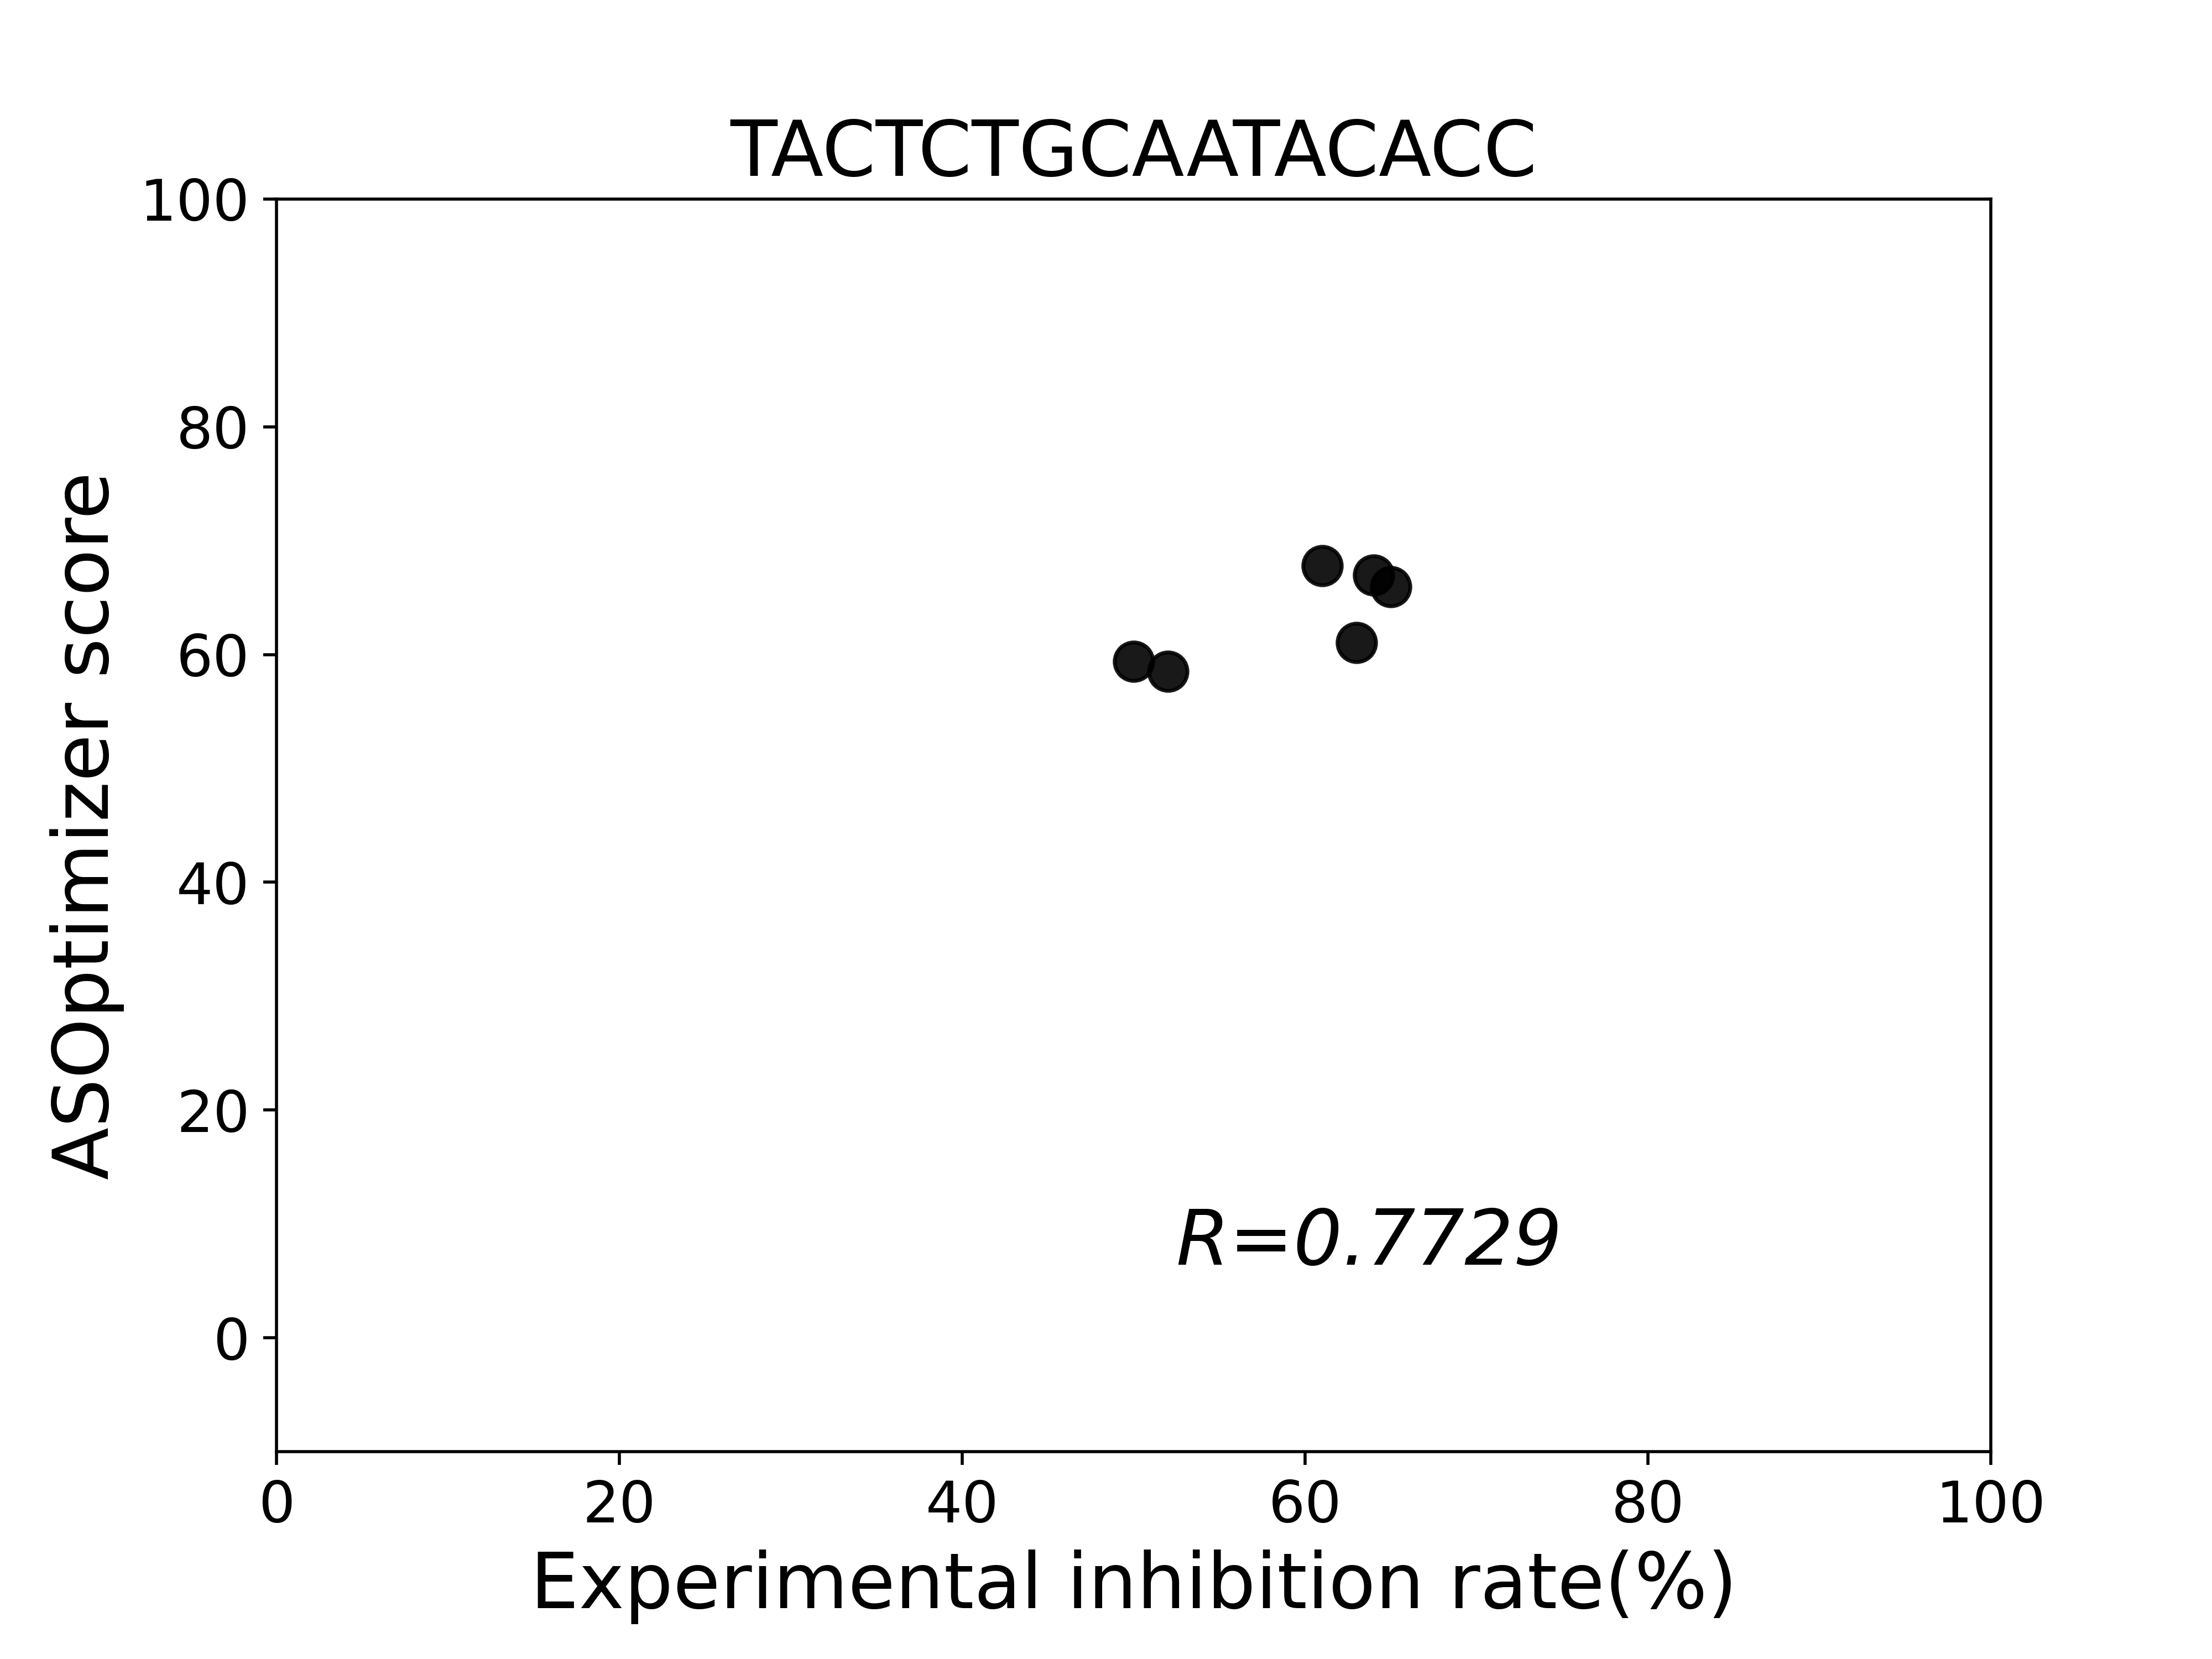 TACTCTGCAATACACC
100
80
60
40
20
0
ASOptimizer score
R=0.7729
0 20 40 60 80 100
Experimental inhibition rate(%)